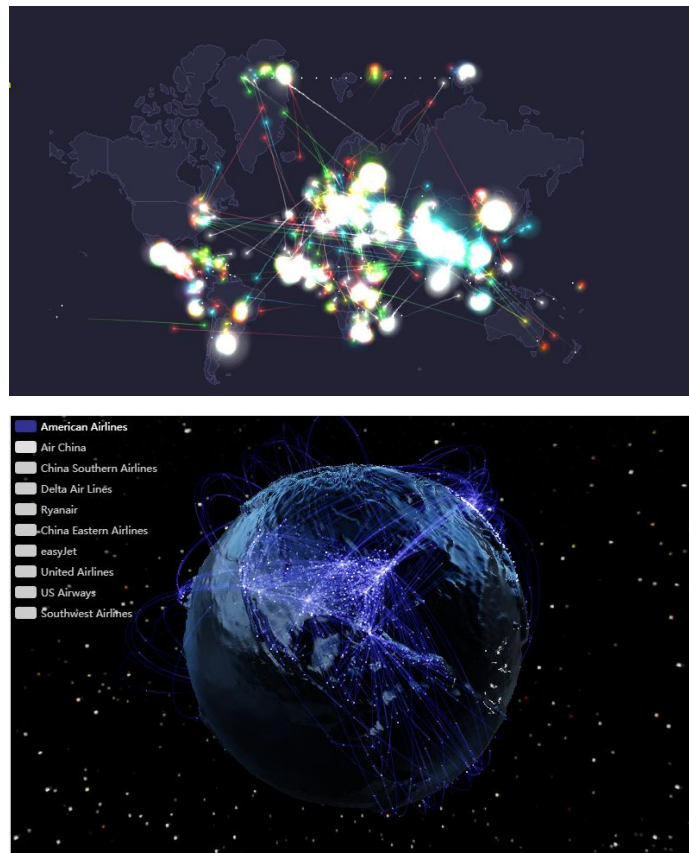 American Airlines
Air China
China Southern Airlines
Delta Air Lines
Ryanair
China Eastern Airlines
easyJet
United Airlines
US Airways
Southwest Airlines